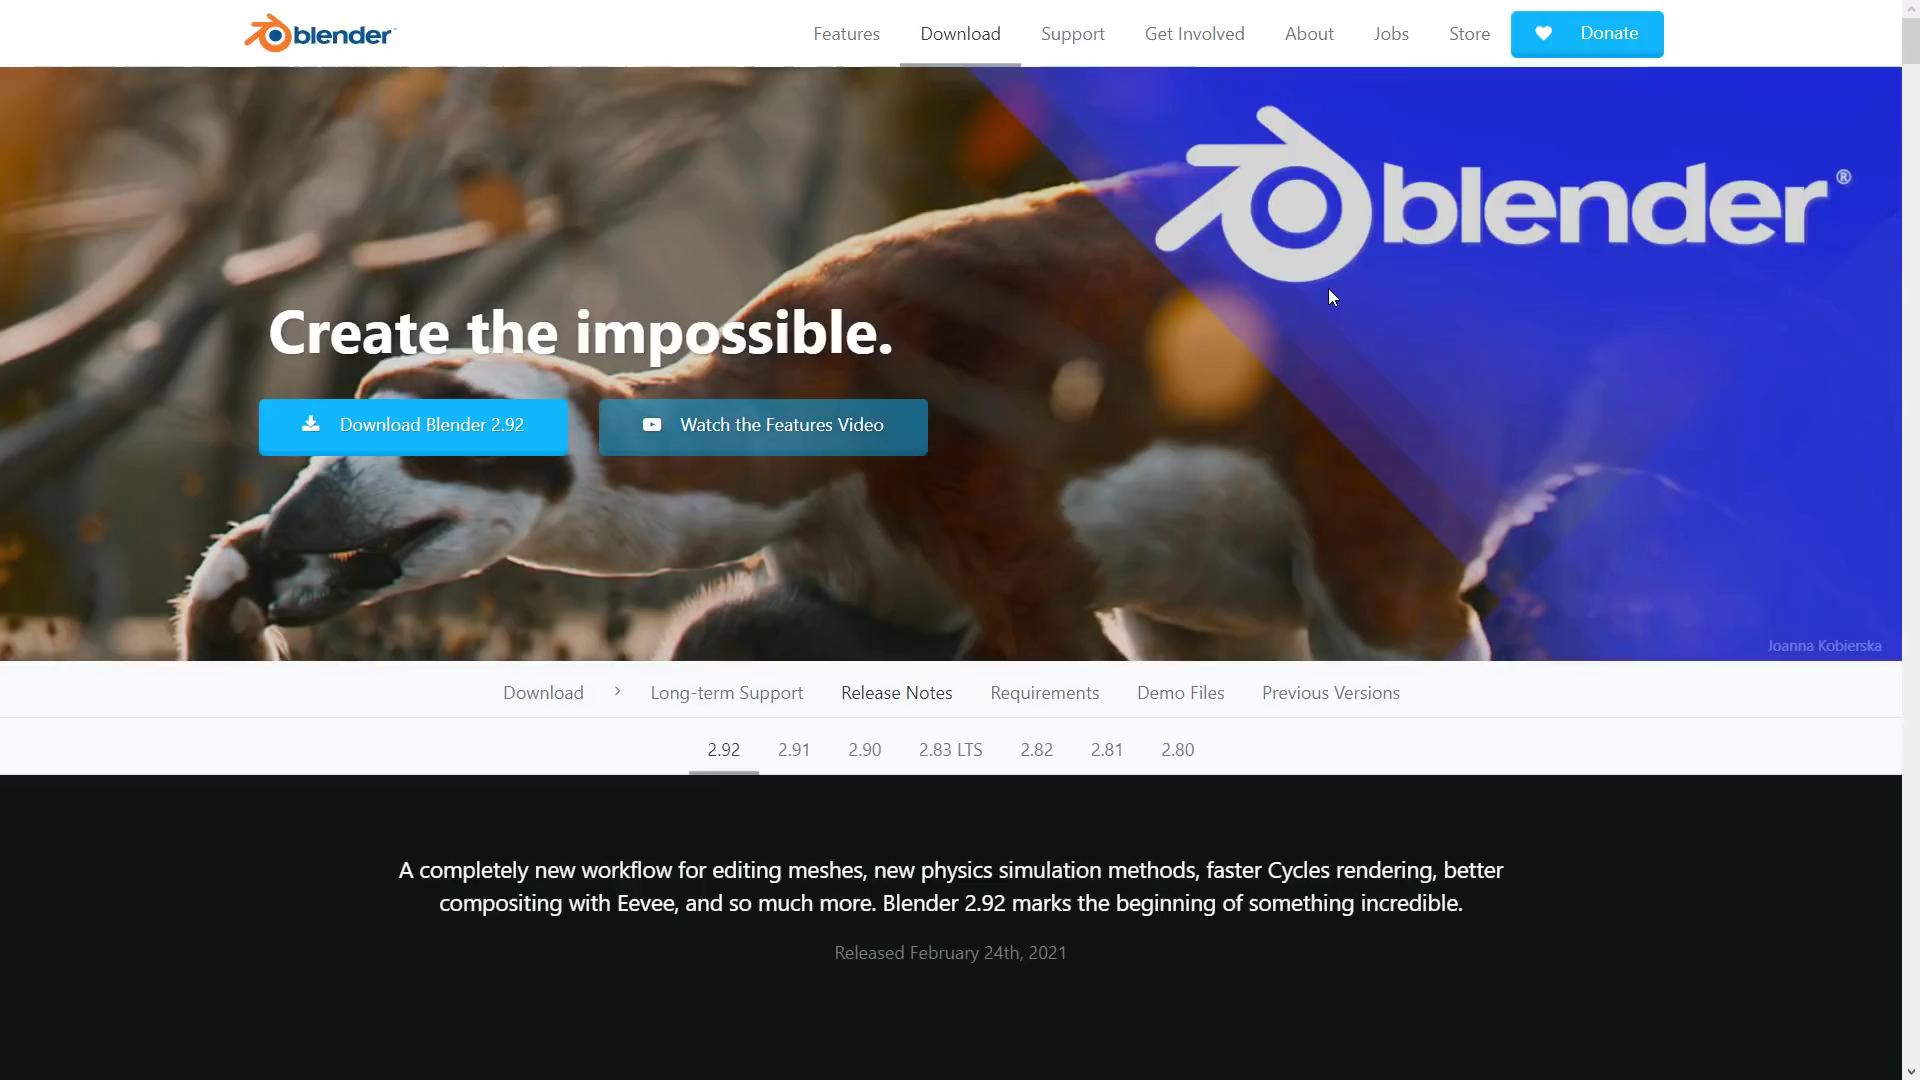 blender™
Features Download Support Get Involved About Jobs Store Donate
blender®
Create the impossible.
Download Blender 2.92 Watch the Features Video
Joanna Kobierska
Download > Long-term Support Release Notes Requirements Demo Files Previous Versions
2.92 2.91 2.90 2.83 LTS 2.82 2.81 2.80
A completely new workflow for editing meshes, new physics simulation methods, faster Cycles rendering, better
compositing with Eevee, and so much more. Blender 2.92 marks the beginning of something incredible.
Released February 24th, 2021